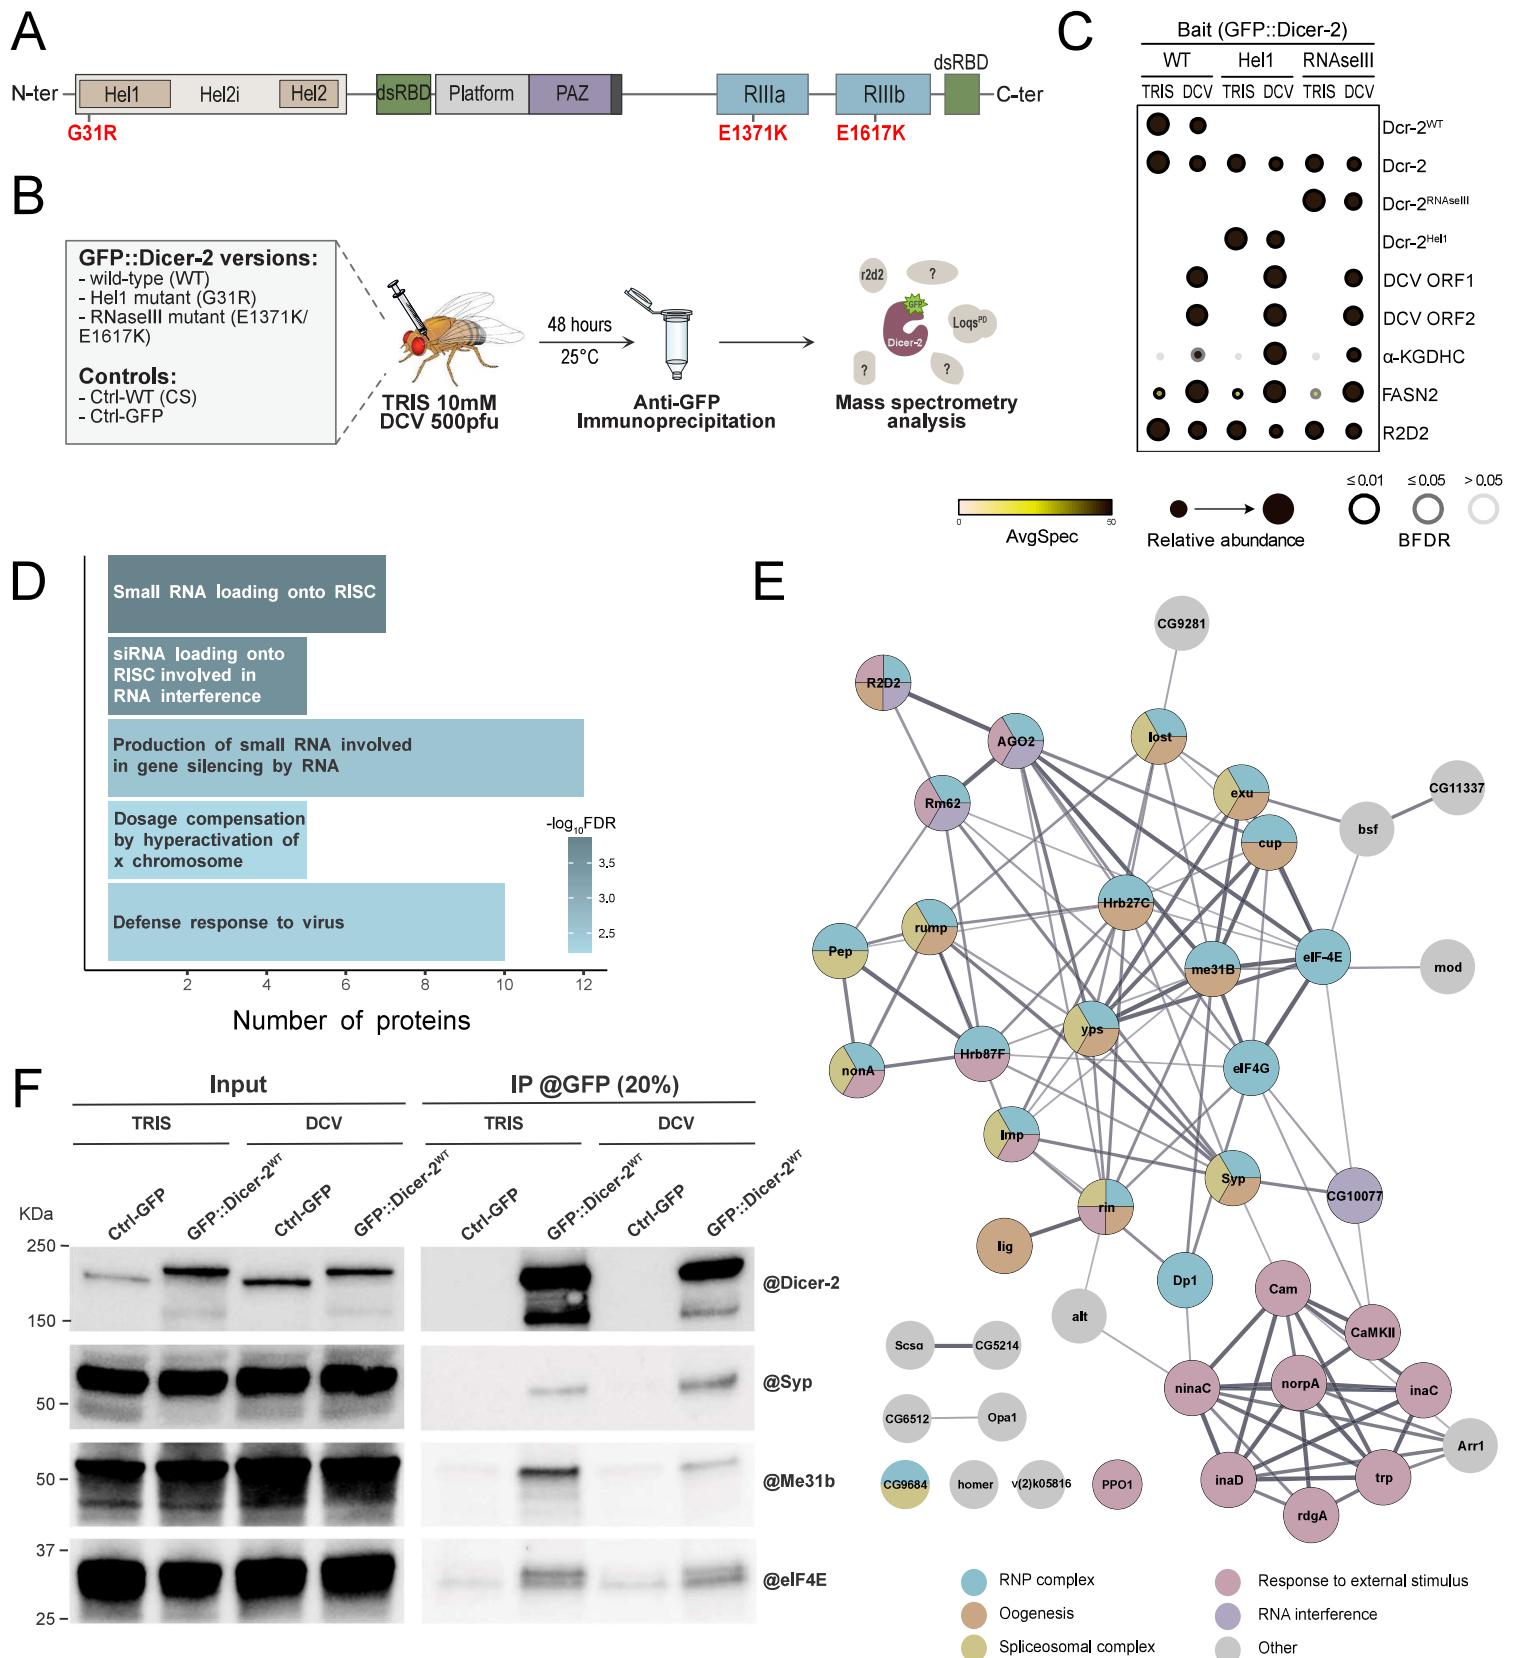 A
N-ter
Hel1
Hel2i
Hel2
dsRBD
Platform
PAZ
RIIIa
RIIIb
dsRBD
C-ter
G31R
E1371K
E1617K
B
GFP::Dicer-2 versions:
- wild-type (WT)
- Hel1 mutant (G31R)
- RNaseIII mutant (E1371K/
E1617K)
Controls:
- Ctrl-WT (CS)
- Ctrl-GFP
TRIS 10mM
DCV 500pfu
48 hours
25°C
Anti-GFP
Immunoprecipitation
r2d2
?
GFP
Dicer-2
LoqsPD
?
?
Mass spectrometry
analysis
C
Bait (GFP::Dicer-2)
WT Hel1 RNAseIII
TRIS DCV TRIS DCV TRIS DCV
Dcr-2WT
Dcr-2
Dcr-2RNAseIII
Dcr-2Hel1
DCV ORF1
DCV ORF2
α-KGDHC
FASN2
R2D2
0 50
AvgSpec
Relative abundance
≤ 0.01 ≤ 0.05 > 0.05
BFDR
D
Small RNA loading onto RISC
siRNA loading onto
RISC involved in
RNA interference
Production of small RNA involved
in gene silencing by RNA
Dosage compensation
by hyperactivation of
x chromosome
Defense response to virus
-log10FDR
3,5
3.0
2.5
2 4 6 8 10 12
Number of proteins
E
CG9281
R2D2
AGO2
lost
Rm62
exu
CG11337
bsf
cup
Hrb27C
rump
Pep
eIF-4E
mod
me31B
yps
Hrb87F
nonA
eIF4G
Imp
Syp
CG10077
rin
lig
Dp1
Cam
alt
CaMKII
Scsα
CG5214
ninaC
norpA
inaC
CG6512
Opa1
Arr1
inaD
trp
CG9684
homer
v(2)k05816
PPO1
rdgA
RNP complex
Oogenesis
Spliceosomal complex
Response to external stimulus
RNA interference
Other
F
Input
IP @GFP (20%)
TRIS DCV TRIS DCV
Ctrl-GFP
GFP::Dicer-2WT
Ctrl-GFP
GFP::Dicer-2WT
Ctrl-GFP
GFP::Dicer-2WT
Ctrl-GFP
GFP::Dicer-2WT
KDa
250
150
@Dicer-2
50
@Syp
50
@Me31b
37
25
@eIF4E